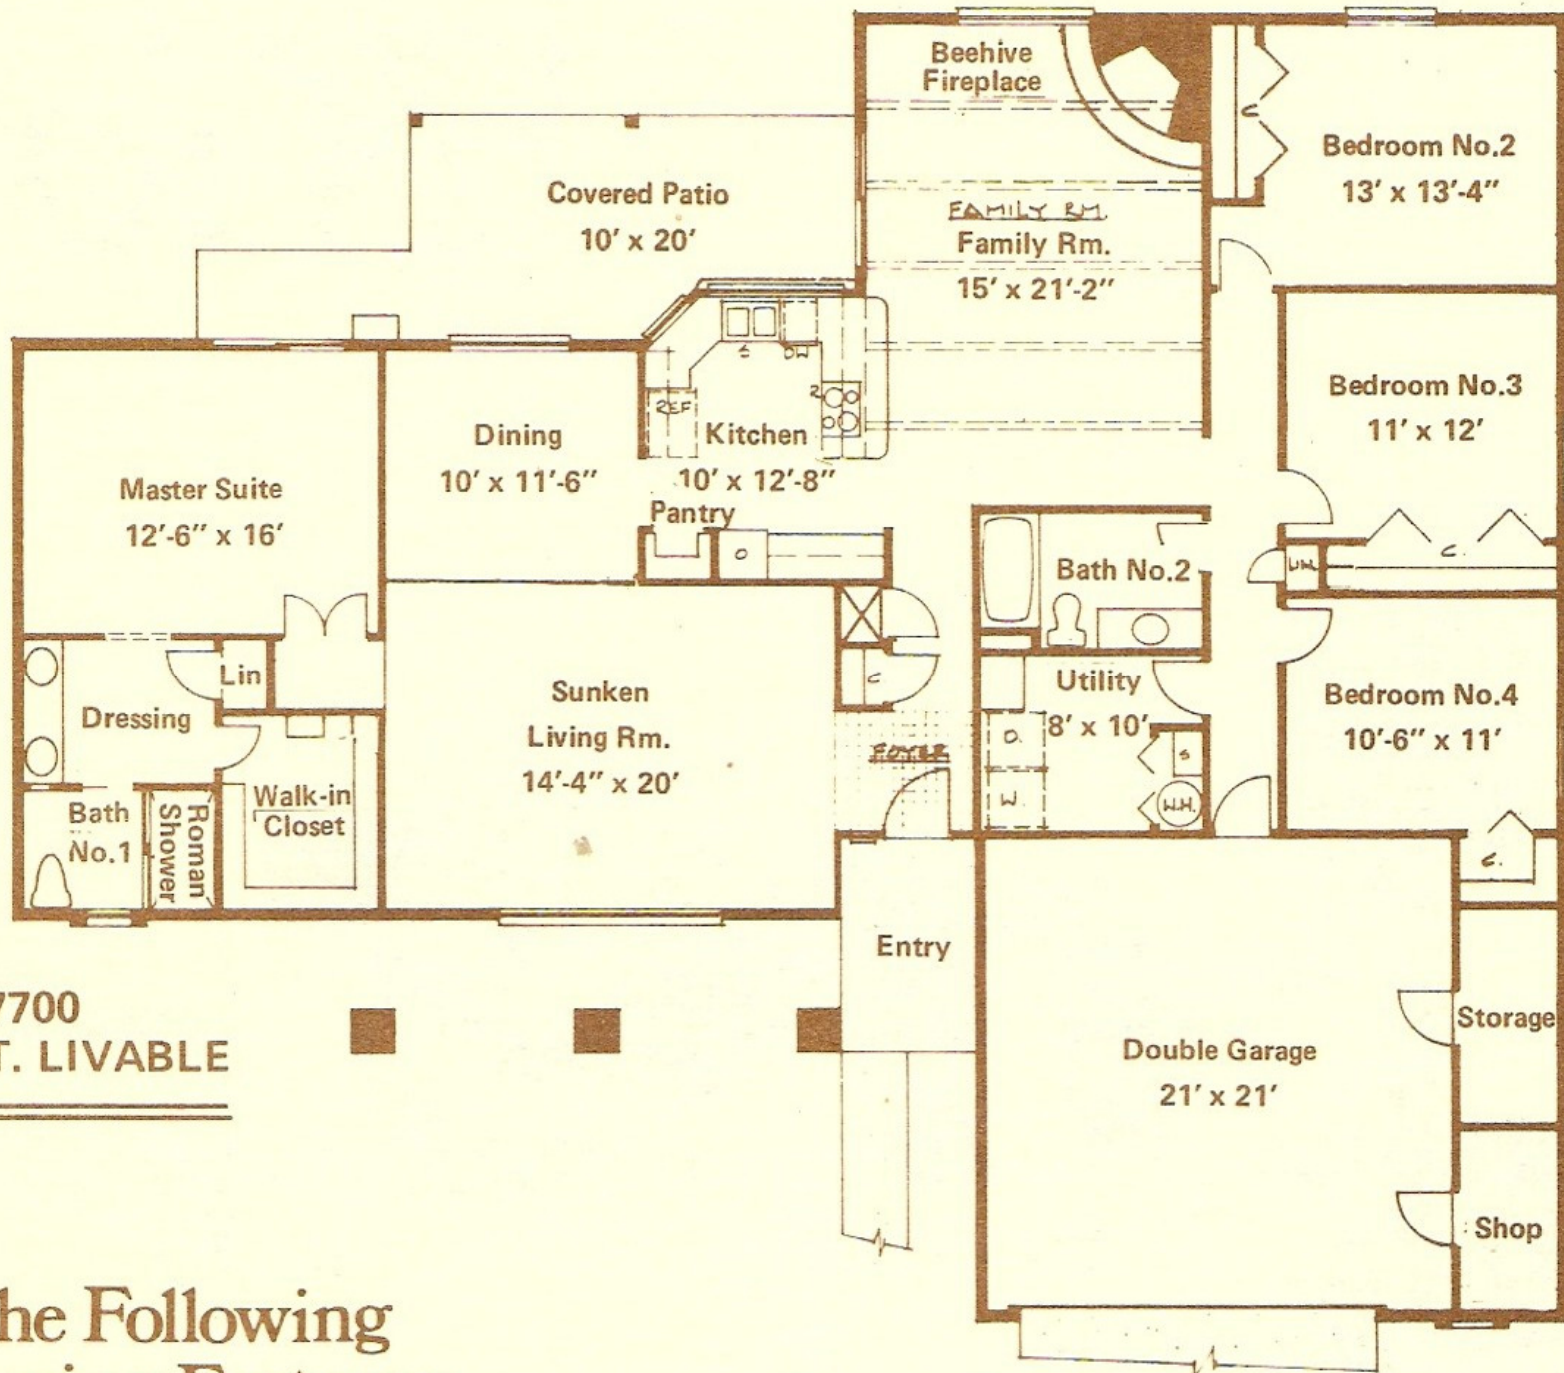 Beehive
Fireplace
C
Bedroom No.2
13' x 13'-4"
Covered Patio
10' x 20'
FAMILY RM.
Family Rm.
15' x 21'-2"
S
DW
R
REF
Kitchen
10' x 12'-8"
Pantry
O
Dining
10' x 11'-6"
Master Suite
12'-6" x 16'
Bedroom No.3
11' x 12'
C.
LIN.
Bath No.2
Lin
Dressing
Bath
No.1
Roman
Shower
Walk-in
Closet
Sunken
Living Rm.
14'-4" x 20'
C
FOYER
Utility
8' x 10'
D.
W.
S
W.H.
Bedroom No.4
10'-6" x 11'
C.
Entry
Double Garage
21' x 21'
Storage
Shop
7700
T. LIVABLE
he Following